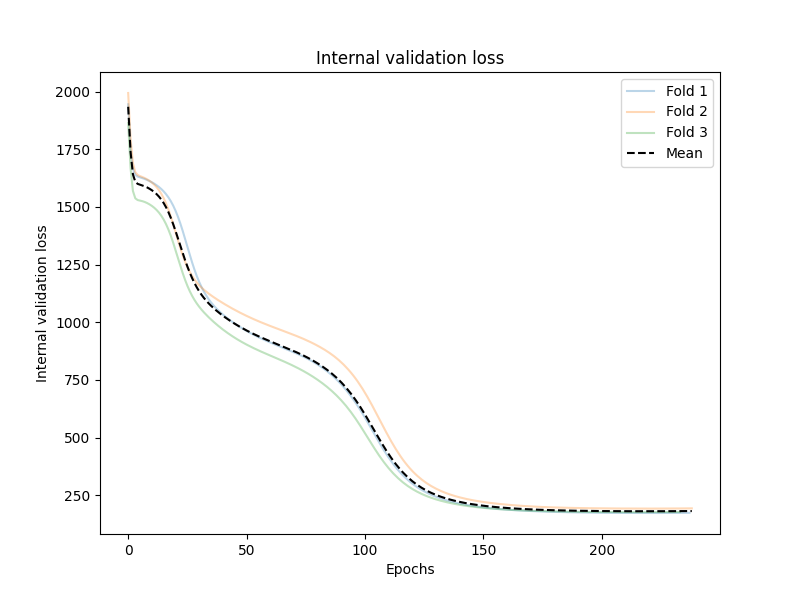 Internal validation loss
Fold 1
Fold 2
Fold 3
Mean
Internal validation loss
2000
1750
1500
1250
1000
750
500
250
0
50
100
150
200
Epochs